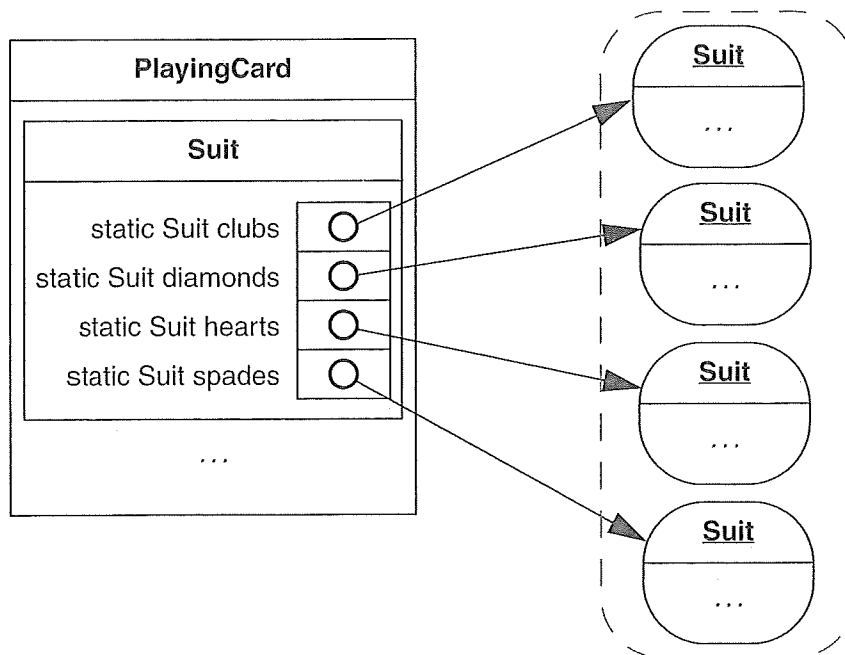 PlayingCard
Suit
static Suit clubs
static Suit diamonds
static Suit hearts
static Suit spades
...
Suit
...
Suit
...
Suit
...
Suit
...